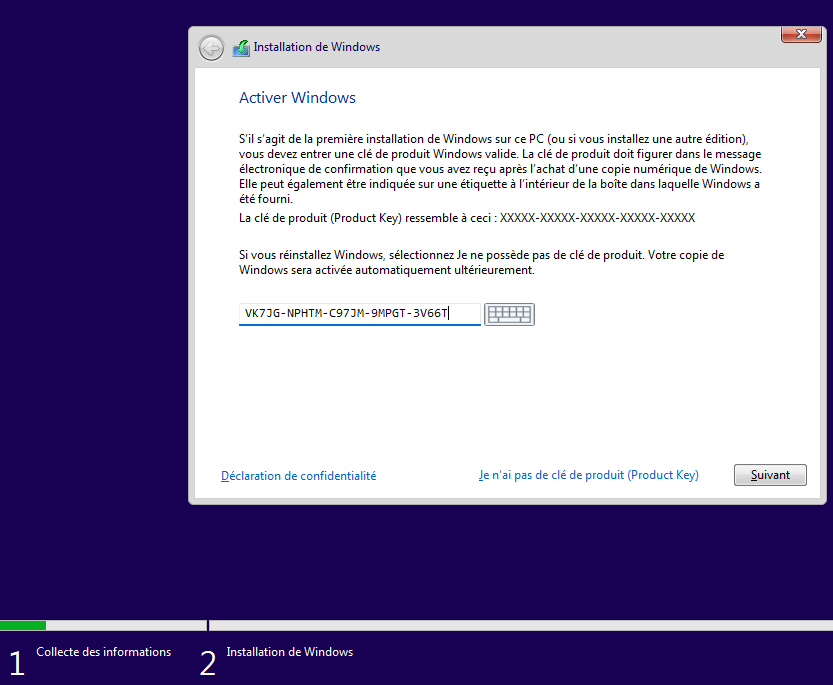 Installation de Windows
Activer Windows
S'il s'agit de la première installation de Windows sur ce PC (ou si vous installez une autre édition),
vous devez entrer une clé de produit Windows valide. La clé de produit doit figurer dans le message
électronique de confirmation que vous avez reçu après l'achat d'une copie numérique de Windows.
Elle peut également être indiquée sur une étiquette à l'intérieur de la boîte dans laquelle Windows a
été fourni.
La clé de produit (Product Key) ressemble à ceci : XXXXX-XXXXX-XXXXX-XXXXX-XXXXX
Si vous réinstallez Windows, sélectionnez Je ne possède pas de clé de produit. Votre copie de
Windows sera activée automatiquement ultérieurement.
VK7JG-NPHTM-C97JM-9MPGT-3V66T
Déclaration de confidentialité
Je n'ai pas de clé de produit (Product Key)
Suivant
1 Collecte des informations
2 Installation de Windows